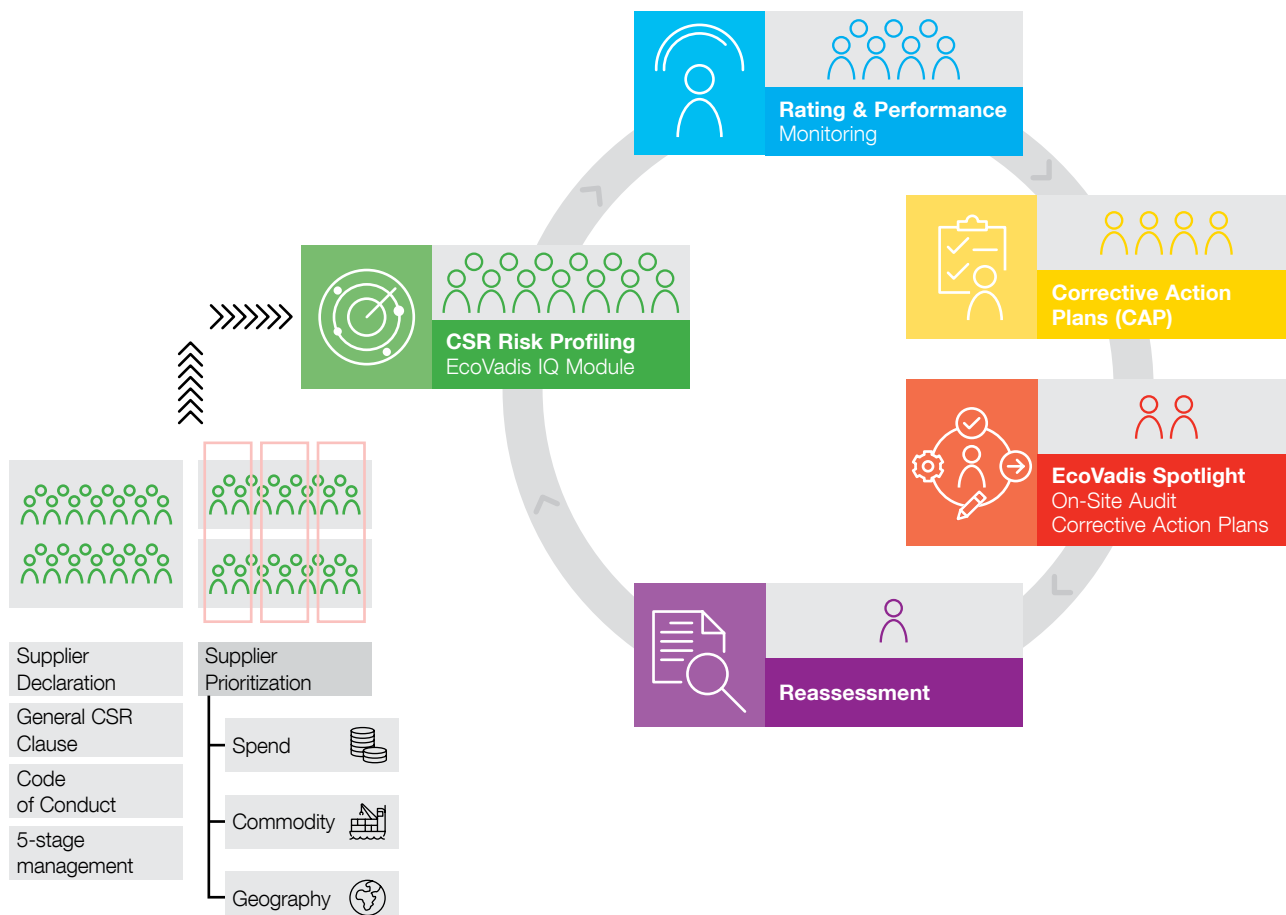 Rating & Performance
Monitoring
Corrective Action
Plans (CAP)
CSR Risk Profiling
EcoVadis IQ Module
EcoVadis Spotlight
On-Site Audit
Corrective Action Plans
Reassessment
Supplier
Declaration
General CSR
Clause
Code
of Conduct
5-stage
management
Supplier
Prioritization
Spend
Commodity
Geography